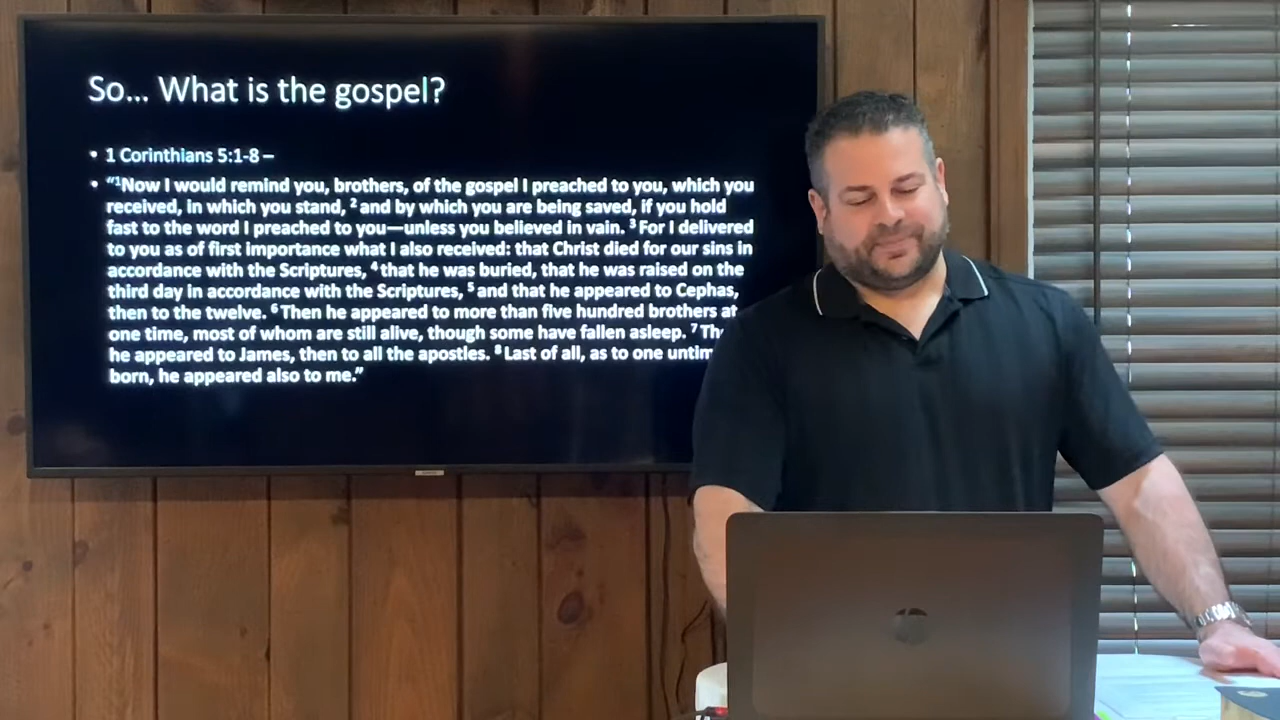 So... What is the gospel?
• 1 Corinthians 5:1-8 –
• “¹Now I would remind you, brothers, of the gospel I preached to you, which you
received, in which you stand, ² and by which you are being saved, if you hold
fast to the word I preached to you—unless you believed in vain. ³ For I delivered
to you as of first importance what I also received: that Christ died for our sins in
accordance with the Scriptures, ⁴ that he was buried, that he was raised on the
third day in accordance with the Scriptures, ⁵ and that he appeared to Cephas,
then to the twelve. ⁶ Then he appeared to more than five hundred brothers at
one time, most of whom are still alive, though some have fallen asleep. ⁷
he appeared to James, then to all the apostles. ⁸ Last of all, as to one
born, he appeared also to me.”
hp